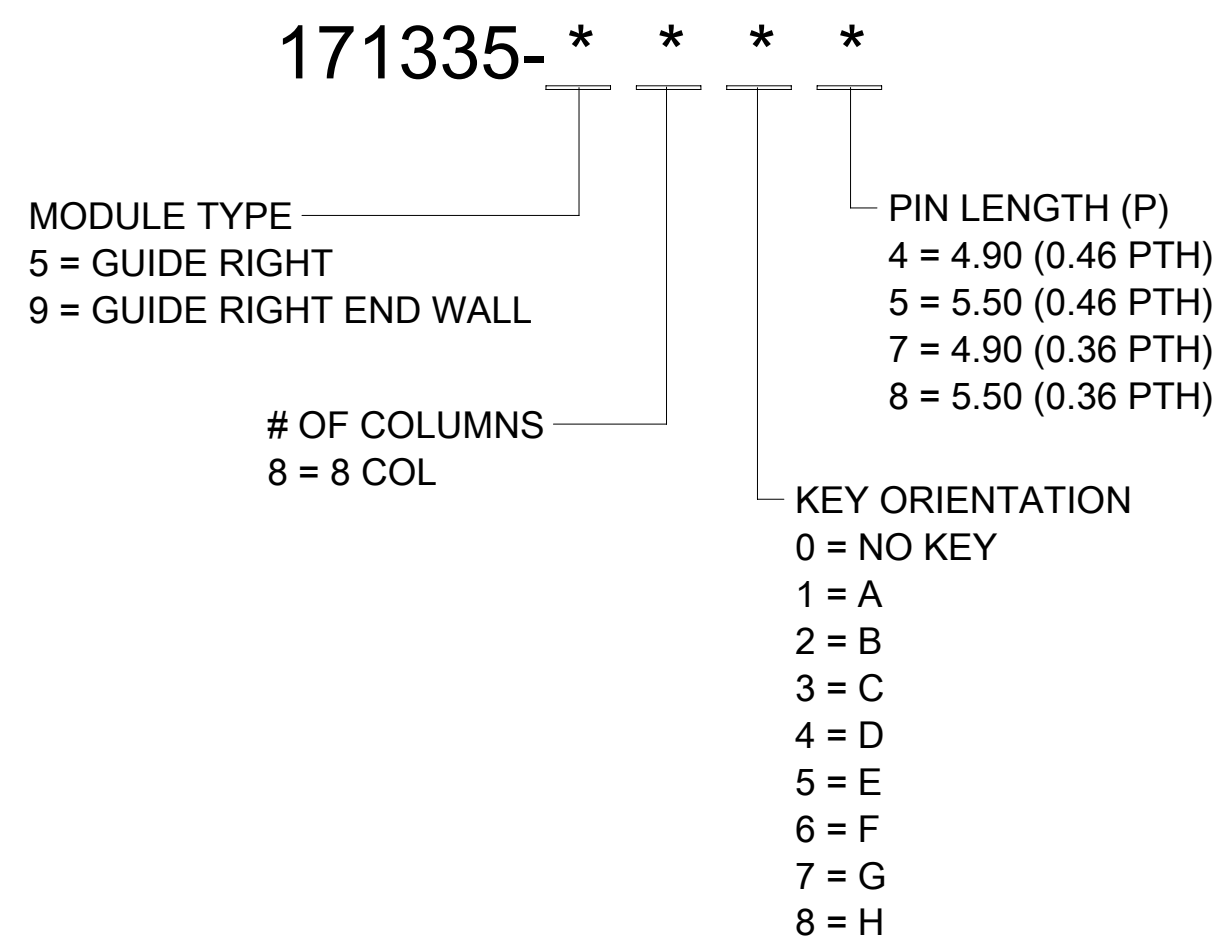 171335-* * * *
MODULE TYPE
5 = GUIDE RIGHT
9 = GUIDE RIGHT END WALL
# OF COLUMNS
8 = 8 COL
PIN LENGTH (P)
4 = 4.90 (0.46 PTH)
5 = 5.50 (0.46 PTH)
7 = 4.90 (0.36 PTH)
8 = 5.50 (0.36 PTH)
KEY ORIENTATION
0 = NO KEY
1 = A
2 = B
3 = C
4 = D
5 = E
6 = F
7 = G
8 = H